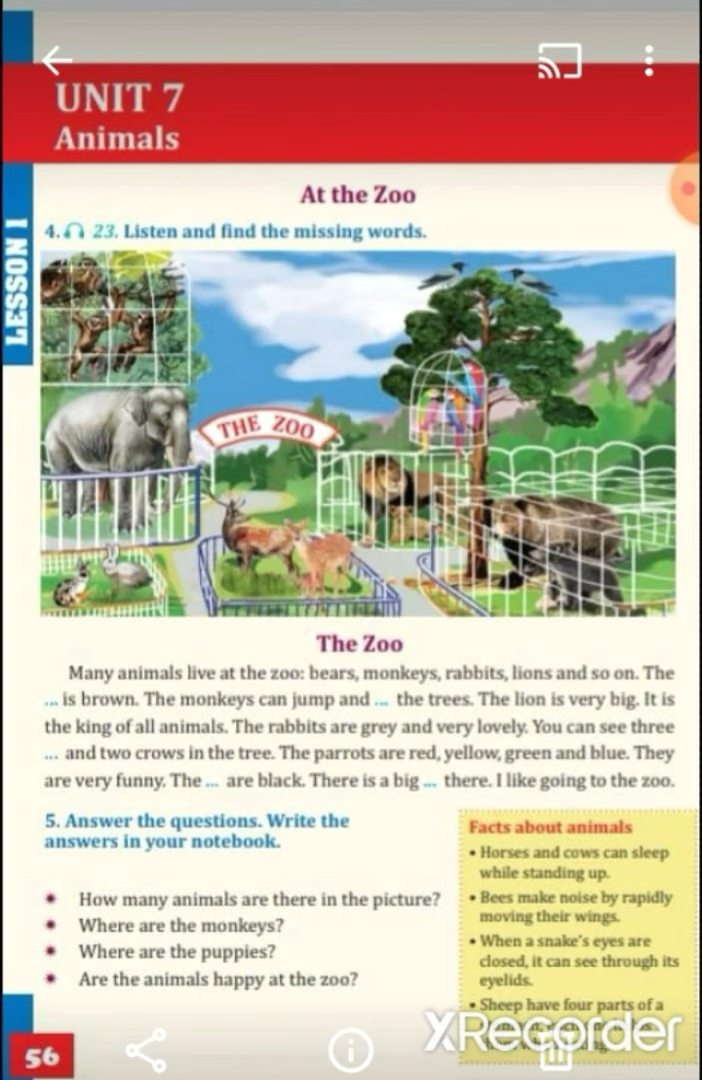 UNIT 7
Animals
LESSON 1
At the Zoo
4. 23. Listen and find the missing words.
THE ZOO
The Zoo
Many animals live at the zoo: bears, monkeys, rabbits, lions and so on. The
... is brown. The monkeys can jump and ... the trees. The lion is very big. It is
the king of all animals. The rabbits are grey and very lovely. You can see three
... and two crows in the tree. The parrots are red, yellow, green and blue. They
are very funny. The ... are black. There is a big ... there. I like going to the zoo.
5. Answer the questions. Write the
answers in your notebook.
• How many animals are there in the picture?
• Where are the monkeys?
• Where are the puppies?
• Are the animals happy at the zoo?
Facts about animals
• Horses and cows can sleep
while standing up.
• Bees make noise by rapidly
moving their wings.
• When a snake's eyes are
closed, it can see through its
eyelids.
• Sheep have four parts of a
XRecorder
56